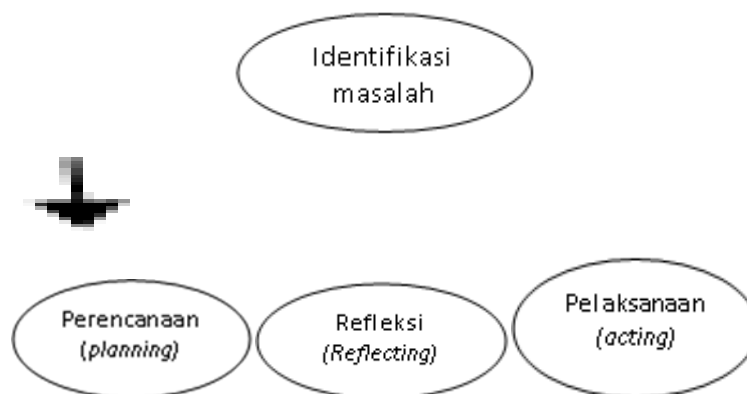 Identifikasi
masalah
Perencanaan
(planning)
Refleksi
(Reflecting)
Pelaksanaan
(acting)